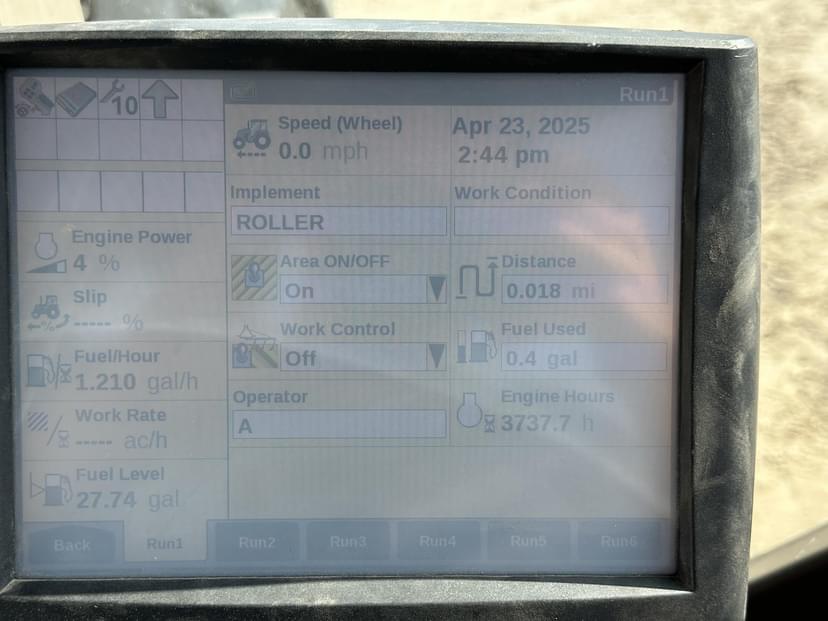 10
Run1
Speed (Wheel)
0.0 mph
Apr 23, 2025
2:44 pm
Implement
ROLLER
Work Condition
Engine Power
4 %
Area ON/OFF
On
Distance
0.018 mi
Slip
----- %
Work Control
Off
Fuel Used
0.4 gal
Fuel/Hour
1.210 gal/h
Operator
A
Engine Hours
3737.7 h
Work Rate
----- ac/h
Fuel Level
27.74 gal
Back
Run1
Run2
Run3
Run4
Run5
Run6